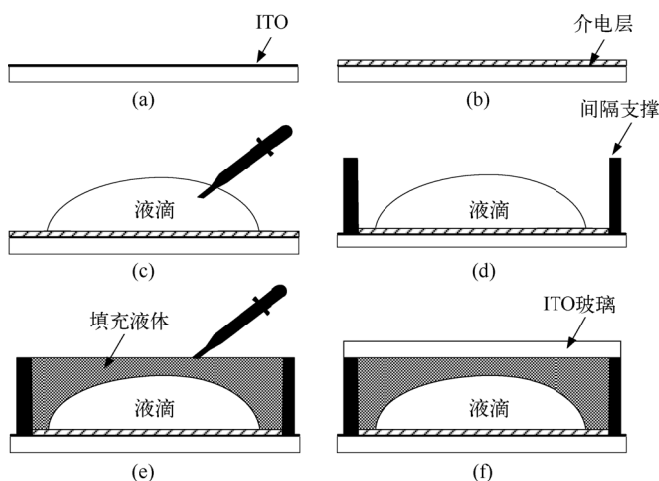 ITO
(a)
介电层
(b)
液滴
(c)
间隔支撑
液滴
(d)
填充液体
液滴
(e)
ITO玻璃
液滴
(f)